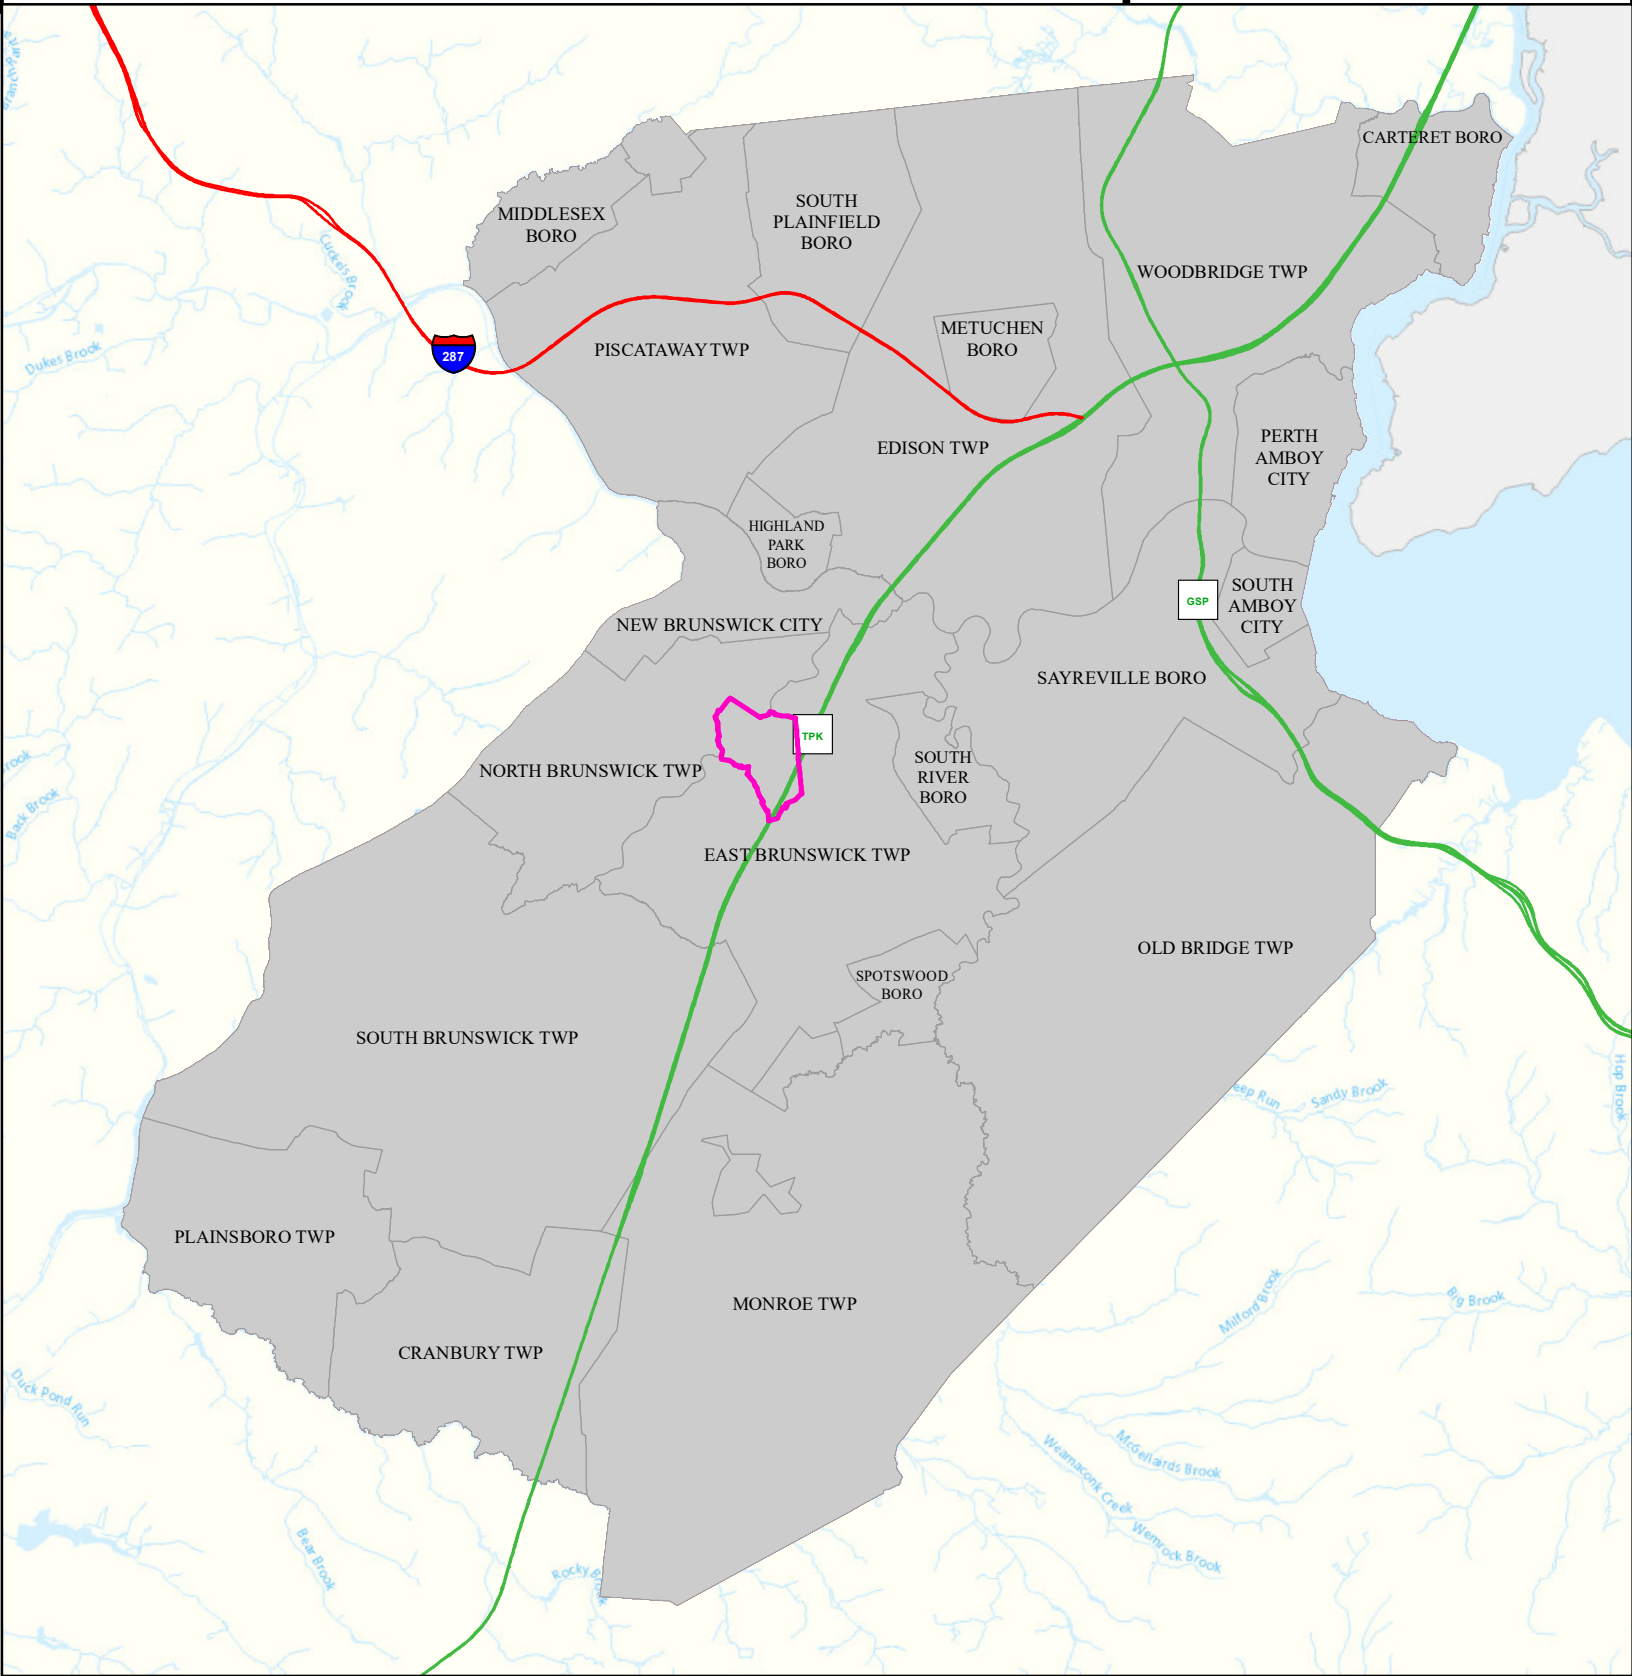 CARTERET BORO
MIDDLESEX
BORO
SOUTH
PLAINFIELD
BORO
WOODBRIDGE TWP
Cuckels Brook
Dukes Brook
287
PISCATAWAY TWP
METUCHEN
BORO
EDISON TWP
PERTH
AMBOY
CITY
HIGHLAND
PARK
BORO
GSP
SOUTH
AMBOY
CITY
NEW BRUNSWICK CITY
SAYREVILLE BORO
TPK
NORTH BRUNSWICK TWP
SOUTH
RIVER
BORO
Back Brook
EAST BRUNSWICK TWP
OLD BRIDGE TWP
SPOTSWOOD
BORO
SOUTH BRUNSWICK TWP
eep Run
Sandy Brook
Hop Brook
PLAINSBORO TWP
MONROE TWP
Milford Brook
Big Brook
CRANBURY TWP
Duck Pond Run
McGellairds Brook
Weamaconk Creek
Wemrock Brook
Bear Brook
Rocky Brook